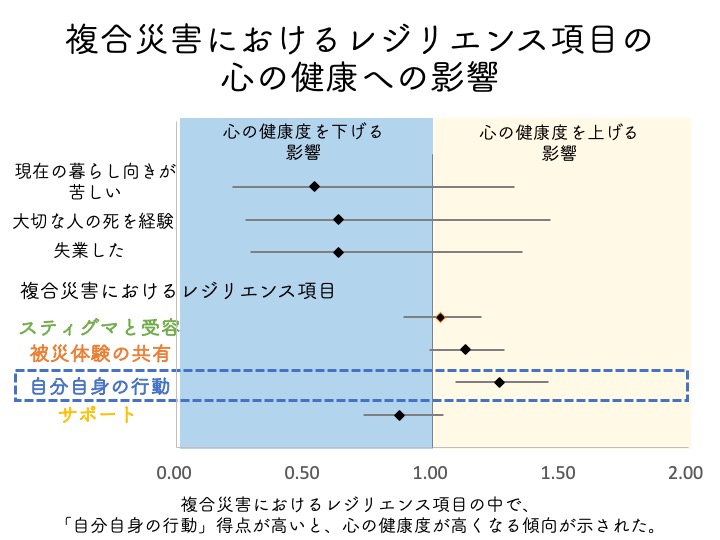 複合災害におけるレジリエンス項目の
心の健康への影響
心の健康度を下げる
影響
心の健康度を上げる
影響
現在の暮らし向きが
苦しい
大切な人の死を経験
失業した
複合災害におけるレジリエンス項目
スティグマと受容
被災体験の共有
自分自身の行動
サポート
0.00 0.50 1.00 1.50 2.00
複合災害におけるレジリエンス項目の中で、
「自分自身の行動」得点が高いと、心の健康度が高くなる傾向が示された。